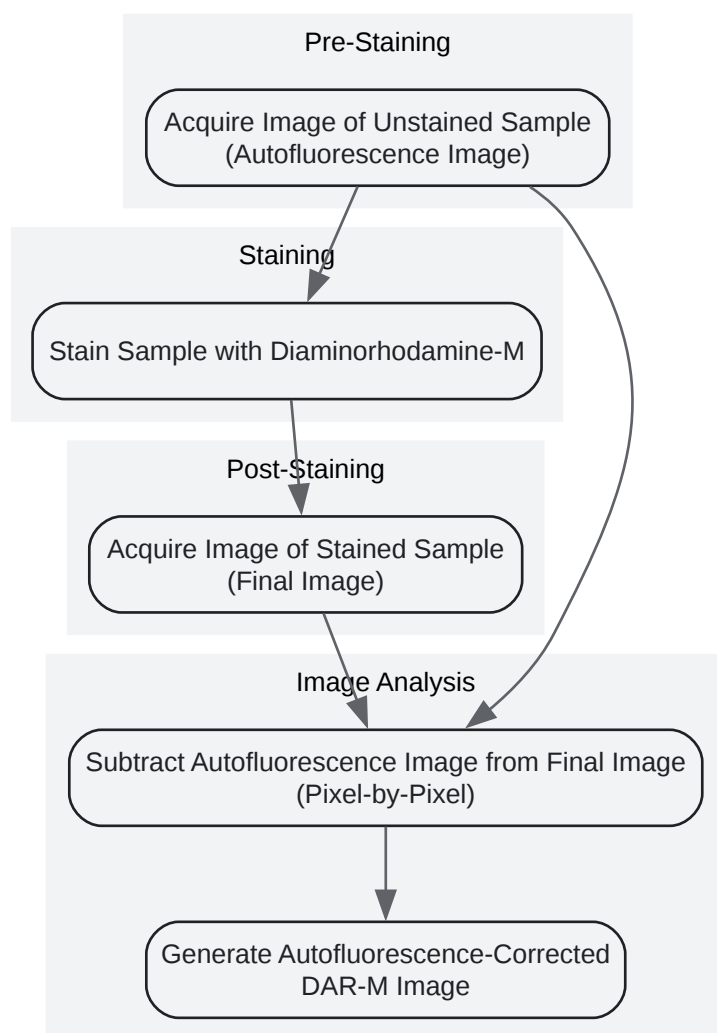 Pre-Staining
Acquire Image of Unstained Sample
(Autofluorescence Image)
Staining
Stain Sample with Diaminorhodamine-M
Post-Staining
Acquire Image of Stained Sample
(Final Image)
Image Analysis
Subtract Autofluorescence Image from Final Image
(Pixel-by-Pixel)
Generate Autofluorescence-Corrected
DAR-M Image